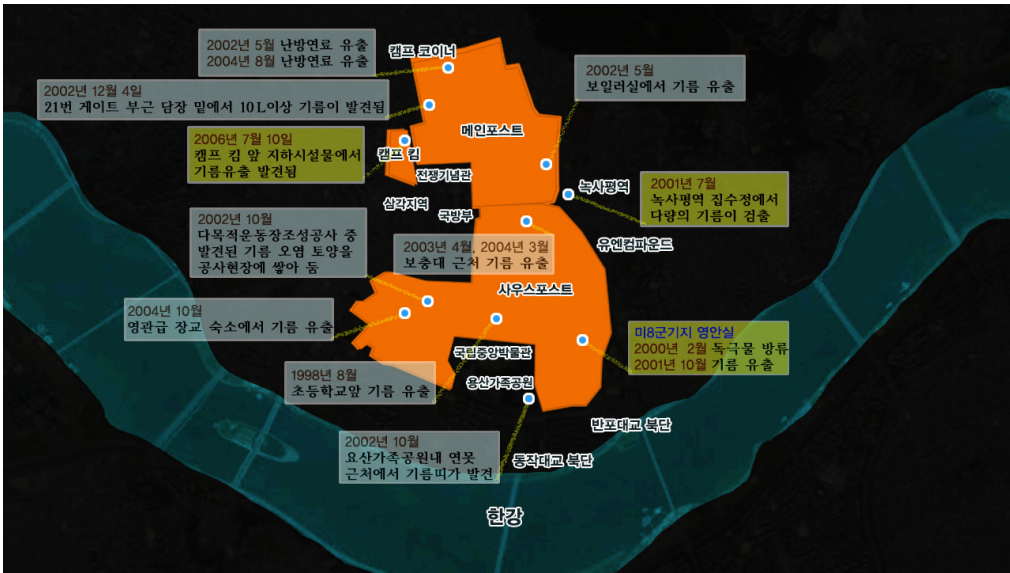 2002년 5월 난방연료 유출
2004년 8월 난방연료 유출
캠프 코이너
2002년 5월
보일러실에서 기름 유출
2002년 12월 4일
21번 게이트 부근 담장 밑에서 10L이상 기름이 발견됨
메인포스트
2006년 7월 10일
캠프 킴 앞 지하시설물에서
기름유출 발견됨
캠프 킴
전쟁기념관
녹사평역
2001년 7월
녹사평역 집수정에서
다량의 기름이 검출
삼각지역
국방부
2002년 10월
다목적운동장조성공사 중
발견된 기름 오염 토양을
공사현장에 쌓아 둠
2003년 4월, 2004년 3월
보충대 근처 기름 유출
유엔컴파운드
사우스포스트
2004년 10월
영관급 장교 숙소에서 기름 유출
미8군기지 영안실
2000년 2월 독극물 방류
2001년 10월 기름 유출
국립중앙박물관
1998년 8월
초등학교앞 기름 유출
용산가족공원
반포대교 북단
2002년 10월
요산가족공원내 연못
근처에서 기름띠가 발견
동작대교 북단
한강